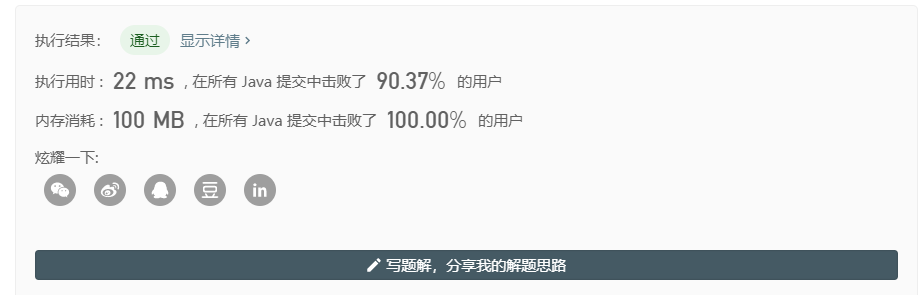 执行结果： 通过 显示详情 ›
执行用时 : 22 ms , 在所有 Java 提交中击败了 90.37% 的用户
内存消耗 : 100 MB , 在所有 Java 提交中击败了 100.00% 的用户
炫耀一下:
豆 in
写题解，分享我的解题思路